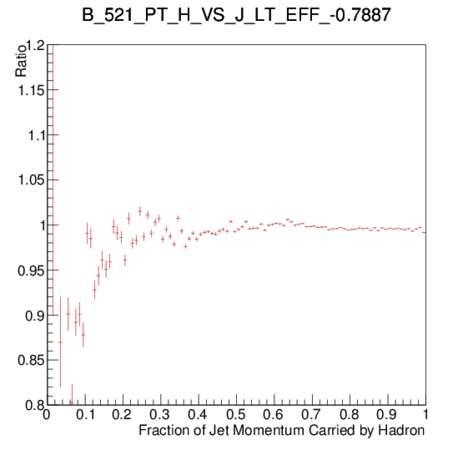 B_521_PT_H_VS_J_LT_EFF_-0.7887
Ratio
1.2
1.15
1.1
1.05
1
0.95
0.9
0.85
0.8
0 0.1 0.2 0.3 0.4 0.5 0.6 0.7 0.8 0.9 1
Fraction of Jet Momentum Carried by Hadron